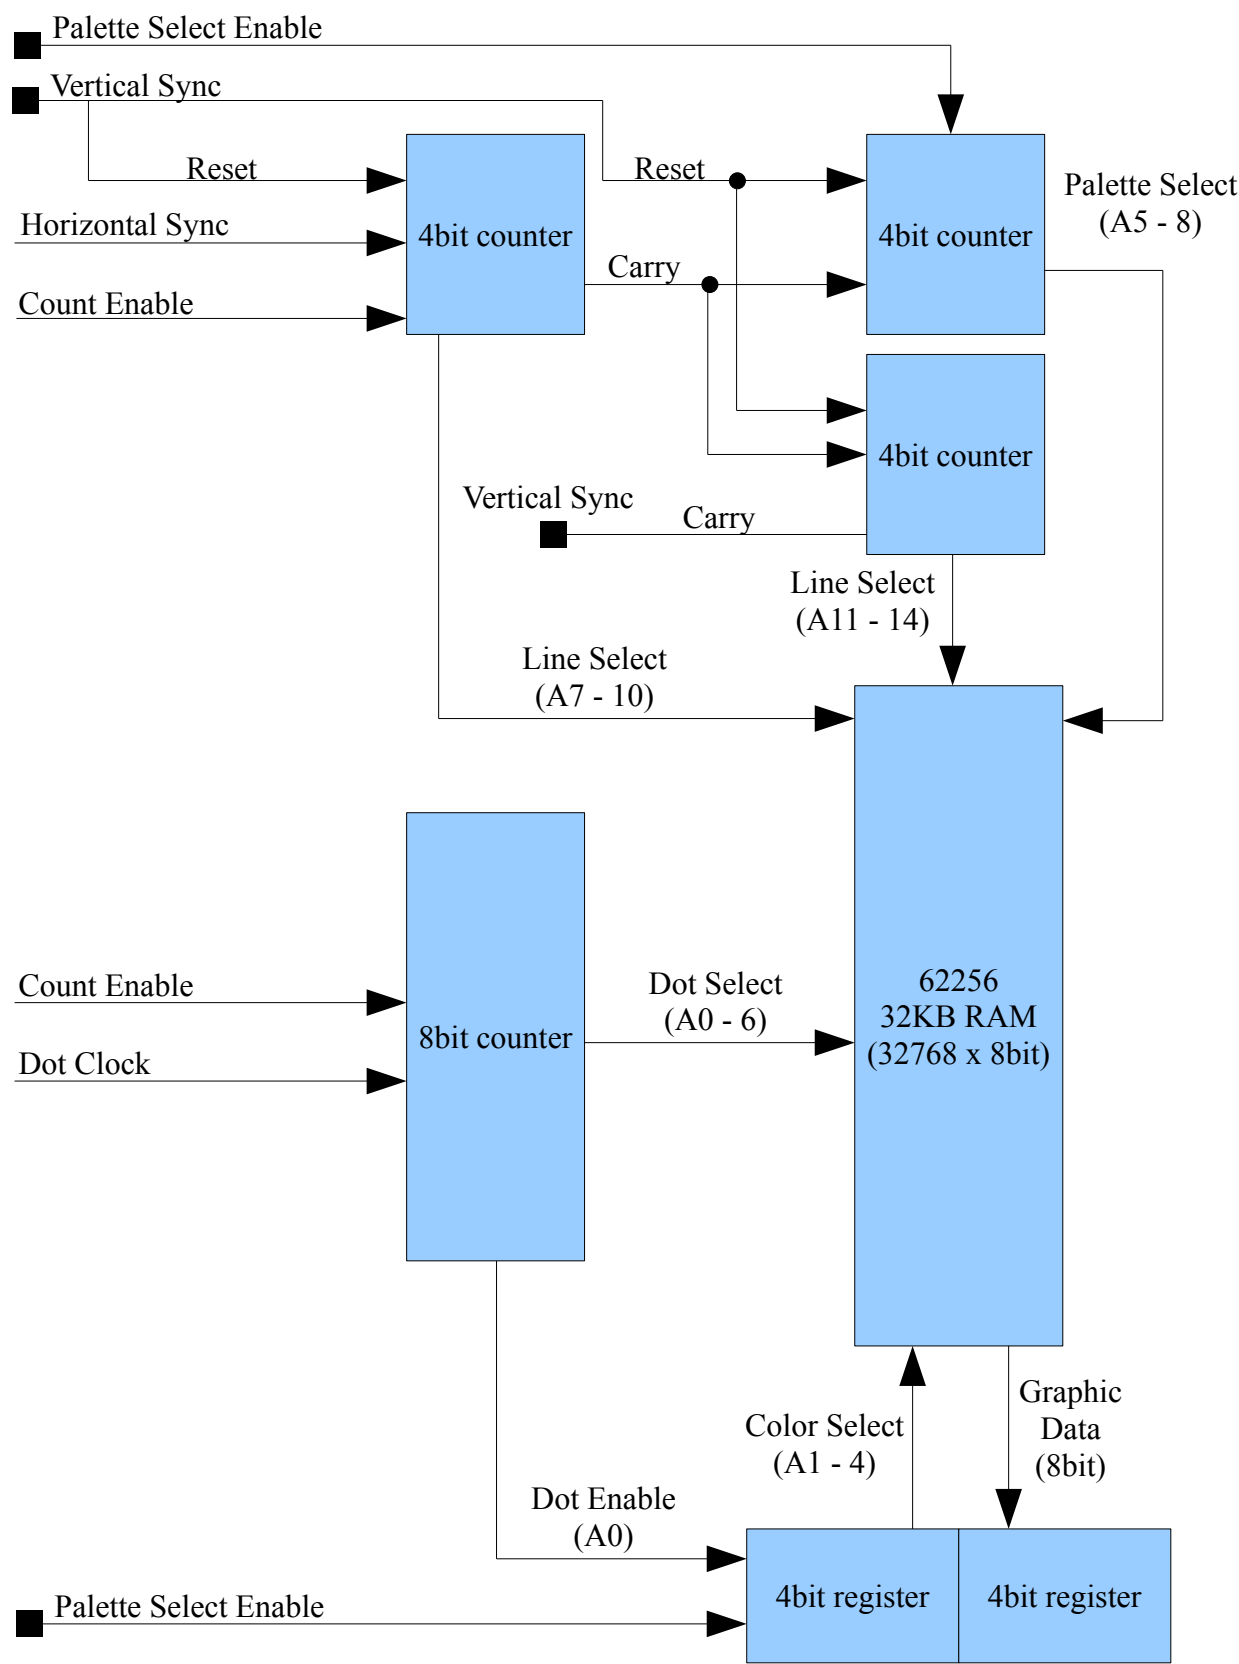 Palette Select Enable
Vertical Sync
Reset
Reset
Palette Select
(A5 - 8)
Horizontal Sync
4bit counter
4bit counter
Carry
Count Enable
4bit counter
Vertical Sync
Carry
Line Select
(A11 - 14)
Line Select
(A7 - 10)
Count Enable
Dot Select
(A0 - 6)
62256
32KB RAM
(32768 x 8bit)
8bit counter
Dot Clock
Graphic
Data
(8bit)
Color Select
(A1 - 4)
Dot Enable
(A0)
4bit register
4bit register
Palette Select Enable